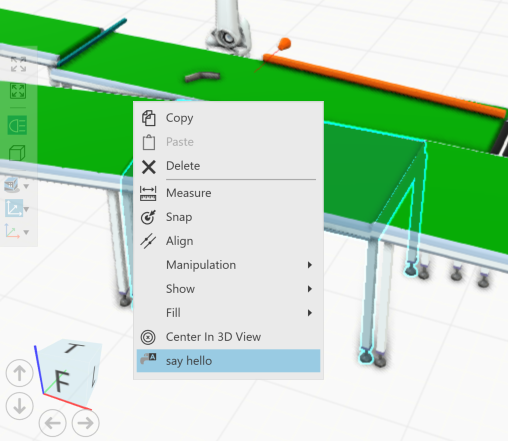 Copy
Paste
Delete
Measure
Snap
Align
Manipulation
Show
Fill
Center In 3D View
say hello
T
F